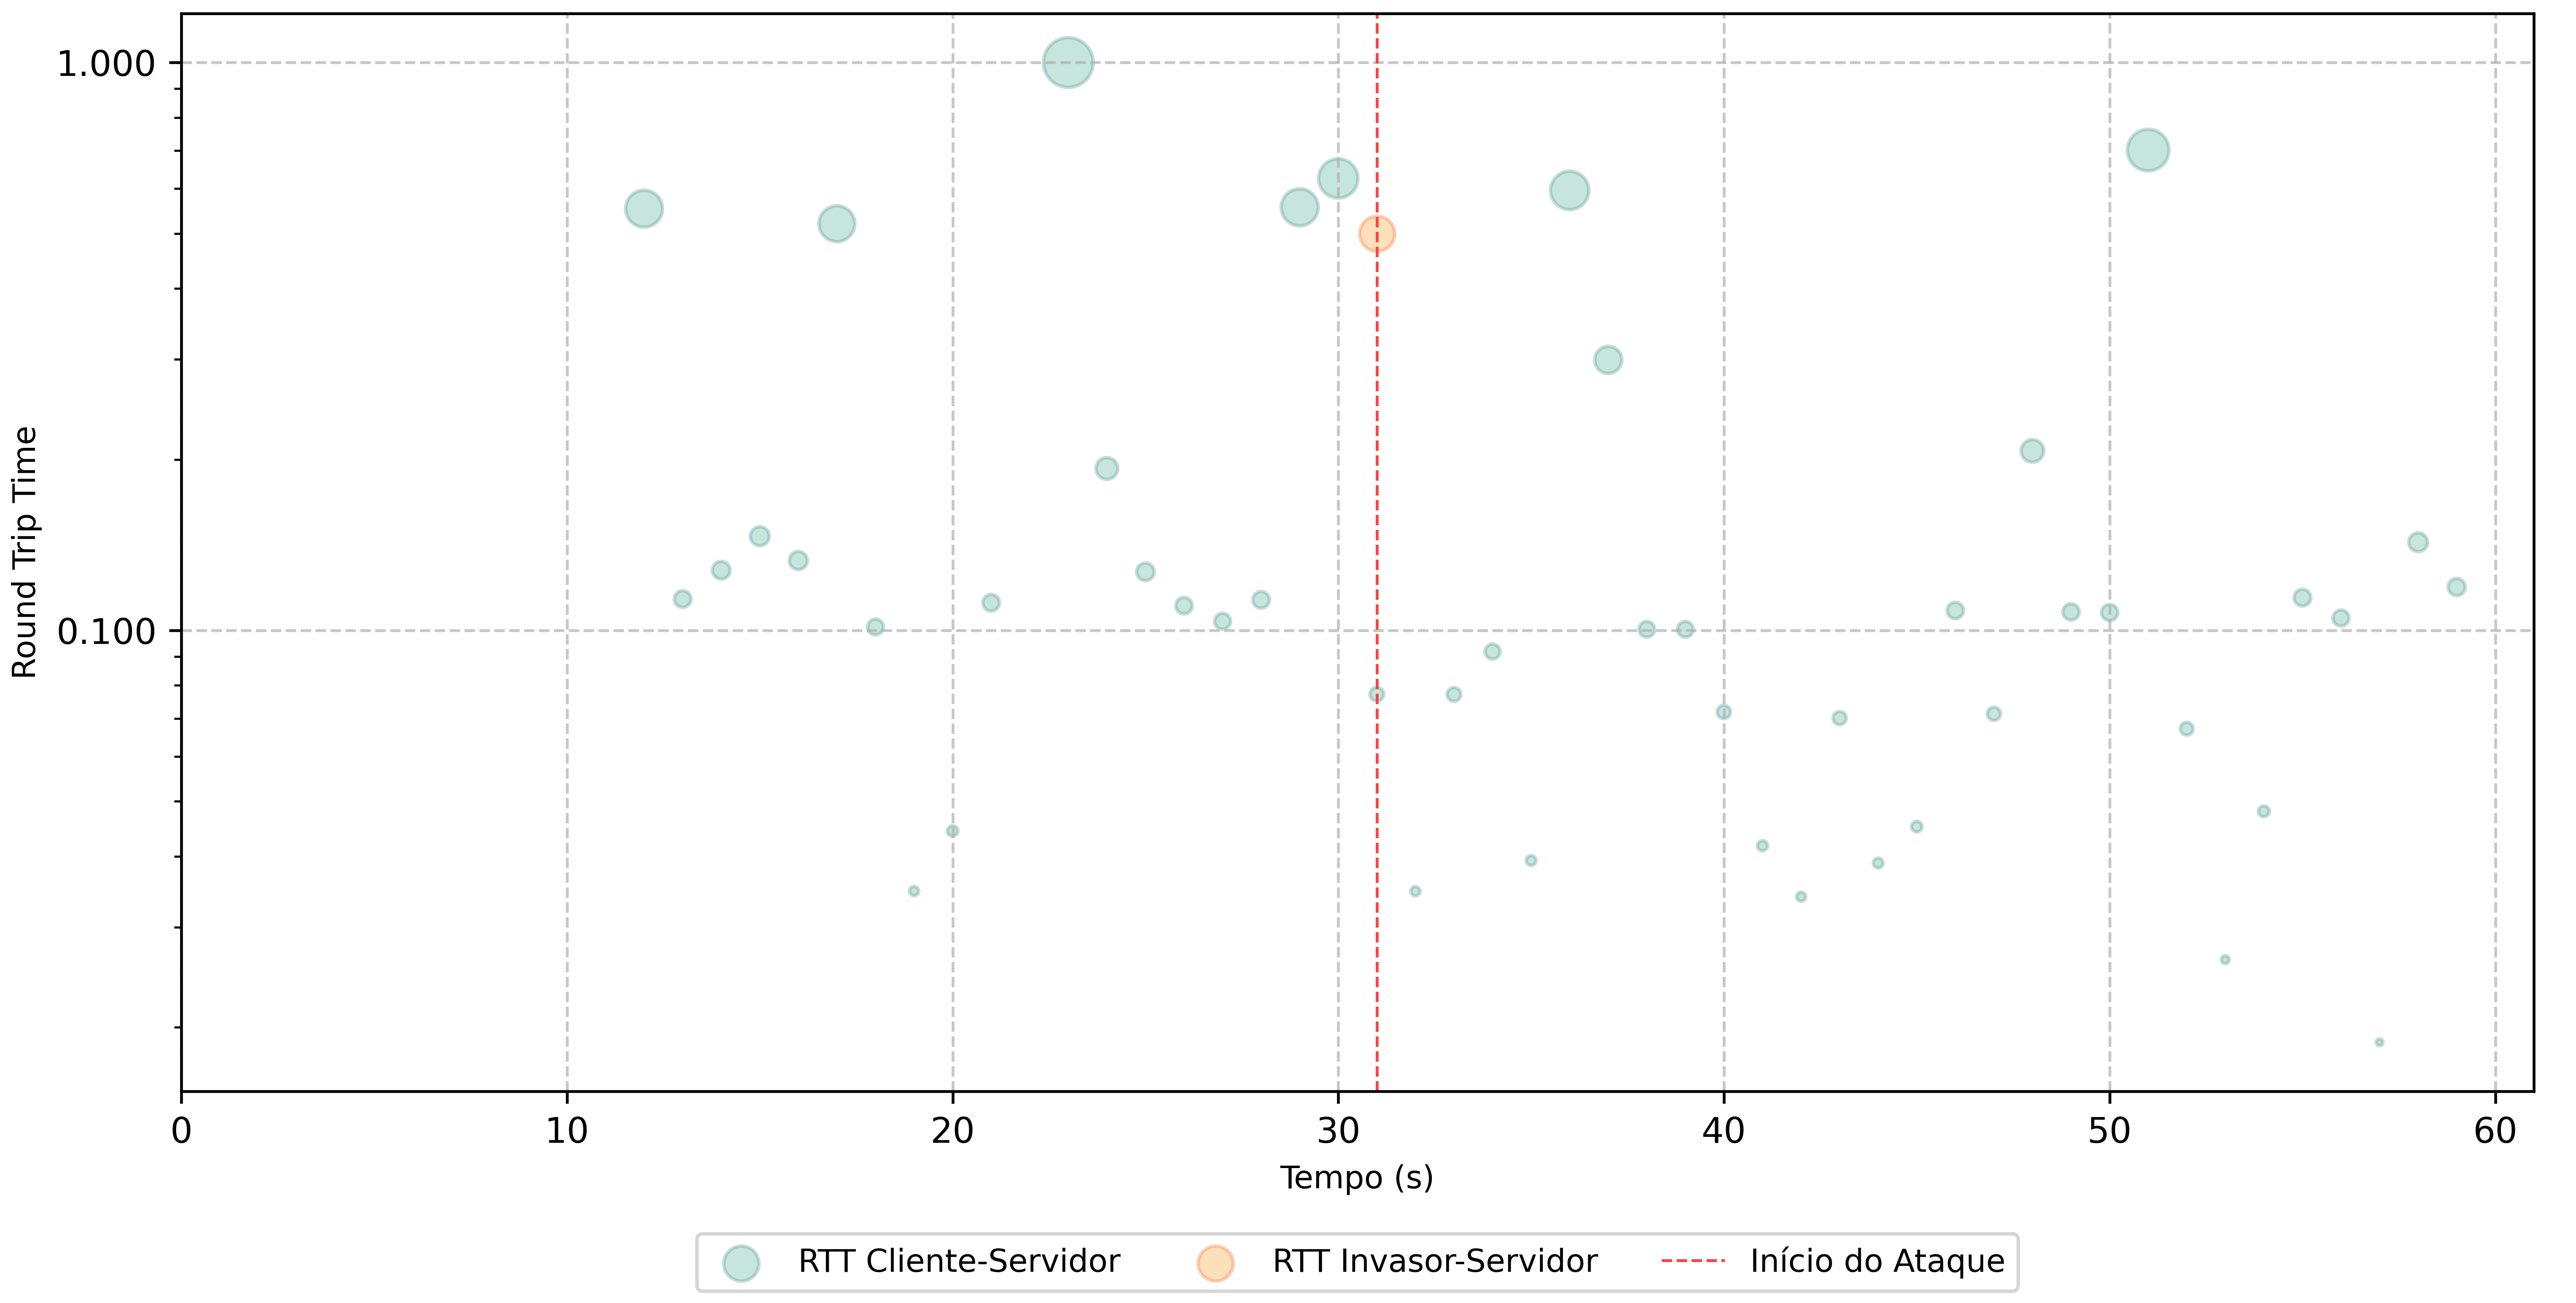 1.000
0.100
Round Trip Time
0 10 20 30 40 50 60
Tempo (s)
RTT Cliente-Servidor RTT Invasor-Servidor Início do Ataque